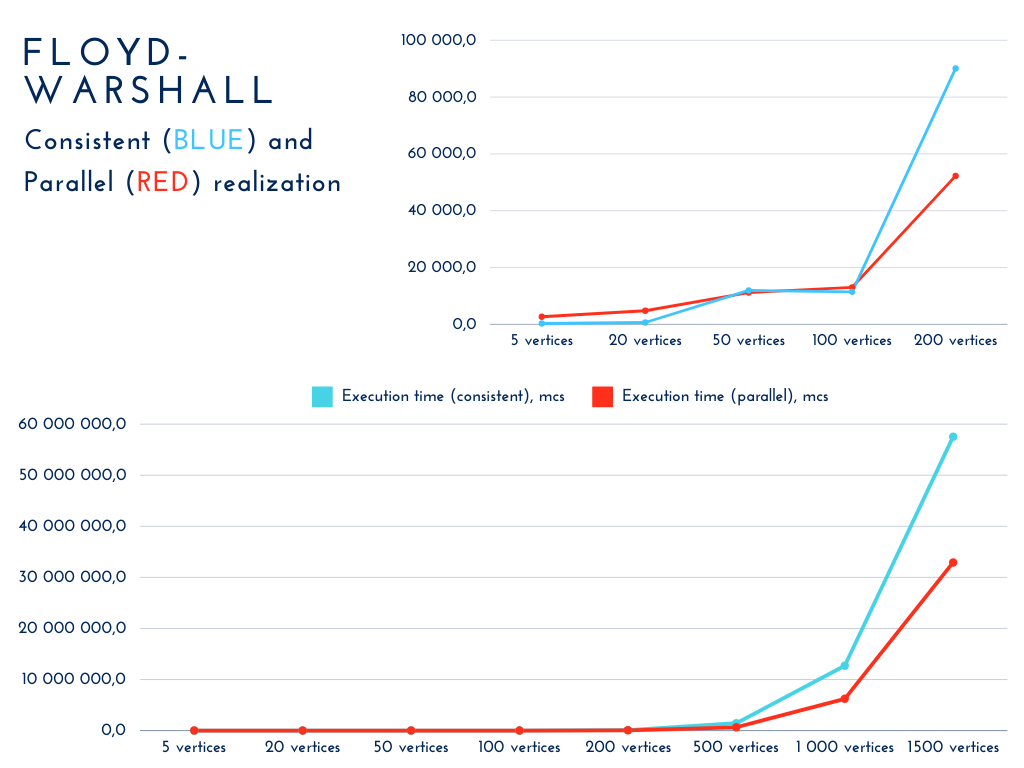 FLOYD-
WARSHALL
Consistent (BLUE) and
Parallel (RED) realization
100 000,0
80 000,0
60 000,0
40 000,0
20 000,0
0,0
5 vertices 20 vertices 50 vertices 100 vertices 200 vertices
Execution time (consistent), mcs Execution time (parallel), mcs
60 000 000,0
50 000 000,0
40 000 000,0
30 000 000,0
20 000 000,0
10 000 000,0
0,0
5 vertices 20 vertices 50 vertices 100 vertices 200 vertices 500 vertices 1 000 vertices 1500 vertices